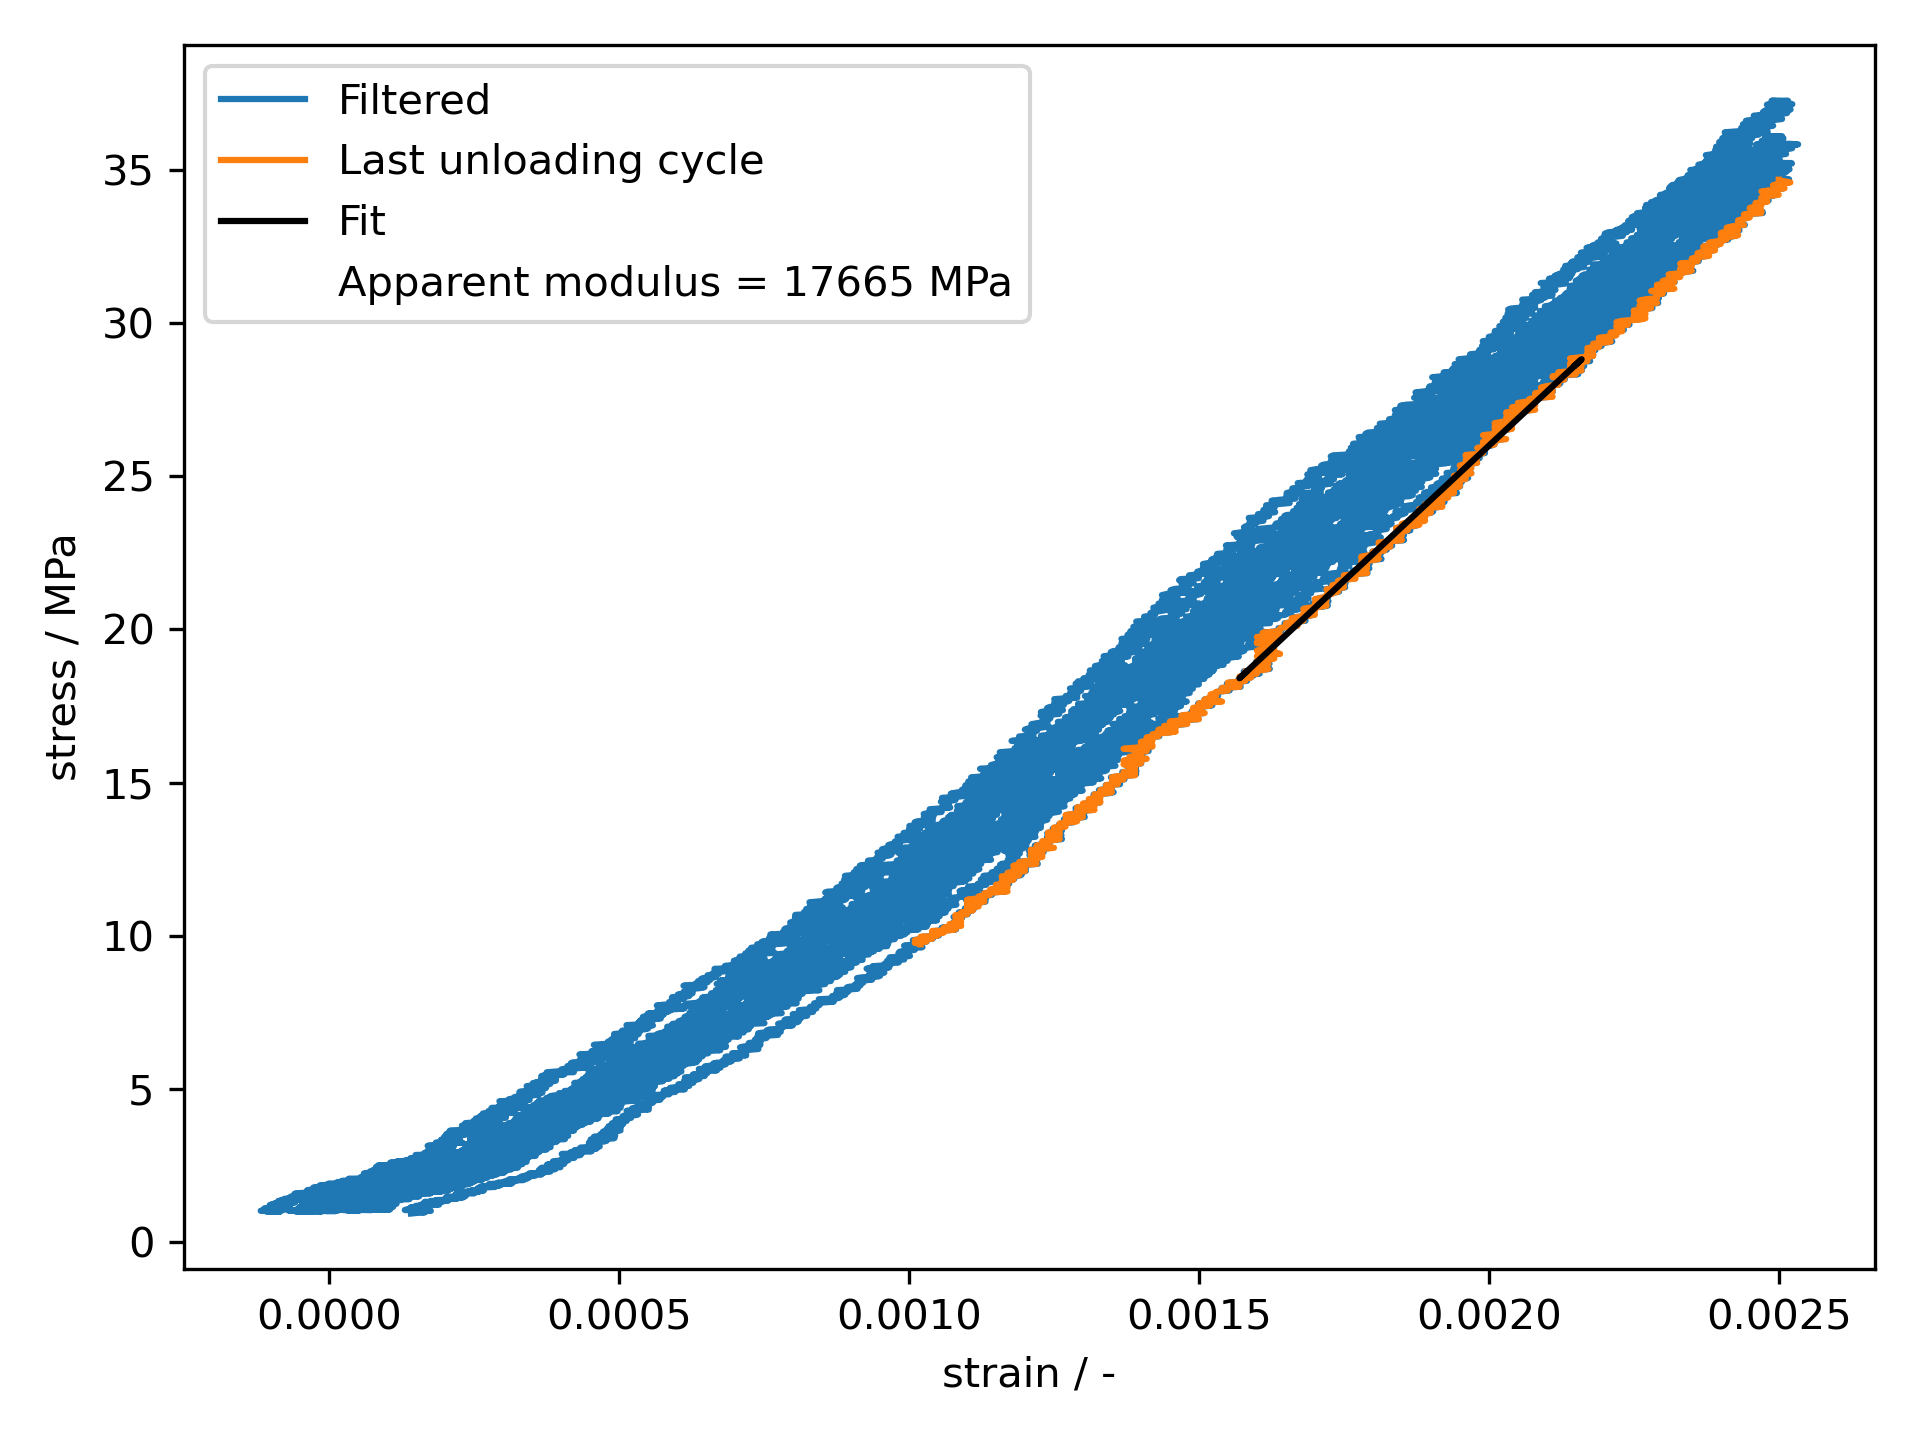 Filtered
Last unloading cycle
Fit
Apparent modulus = 17665 MPa
35
30
25
20
15
10
5
0
stress / MPa
0.0000 0.0005 0.0010 0.0015 0.0020 0.0025
strain / -